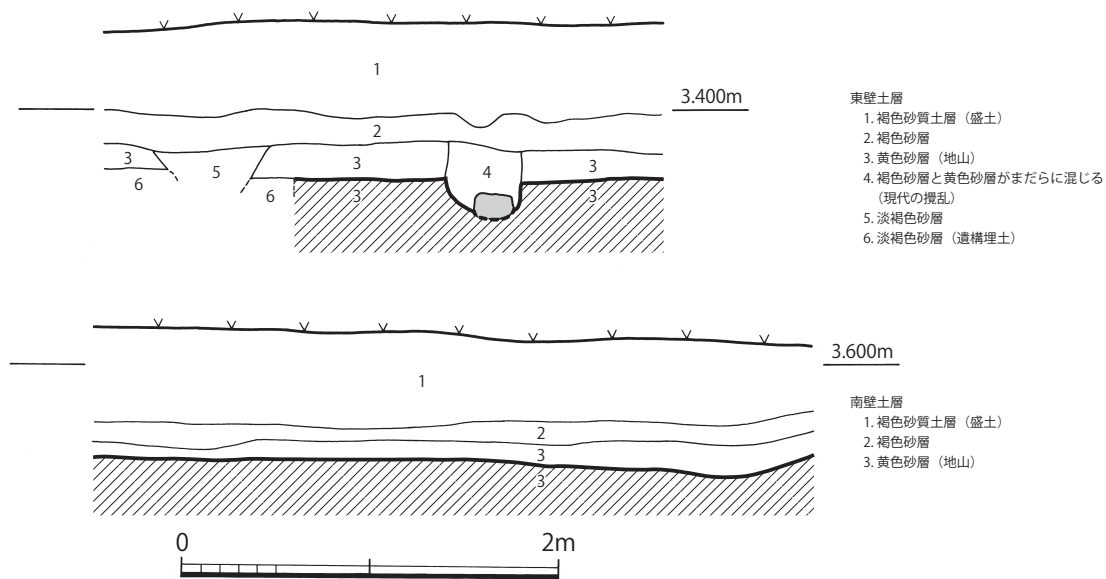 1
3.400m
2
3
3
4
3
5
6
6
3
3
東壁土層
1. 褐色砂質土層（盛土）
2. 褐色砂層
3. 黄色砂層（地山）
4. 褐色砂層と黄色砂層がまだらに混じる
（現代の攪乱）
5. 淡褐色砂層
6. 淡褐色砂層（遺構埋土）
3.600m
1
2
3
3
南壁土層
1. 褐色砂質土層（盛土）
2. 褐色砂層
3. 黄色砂層（地山）
0
2m